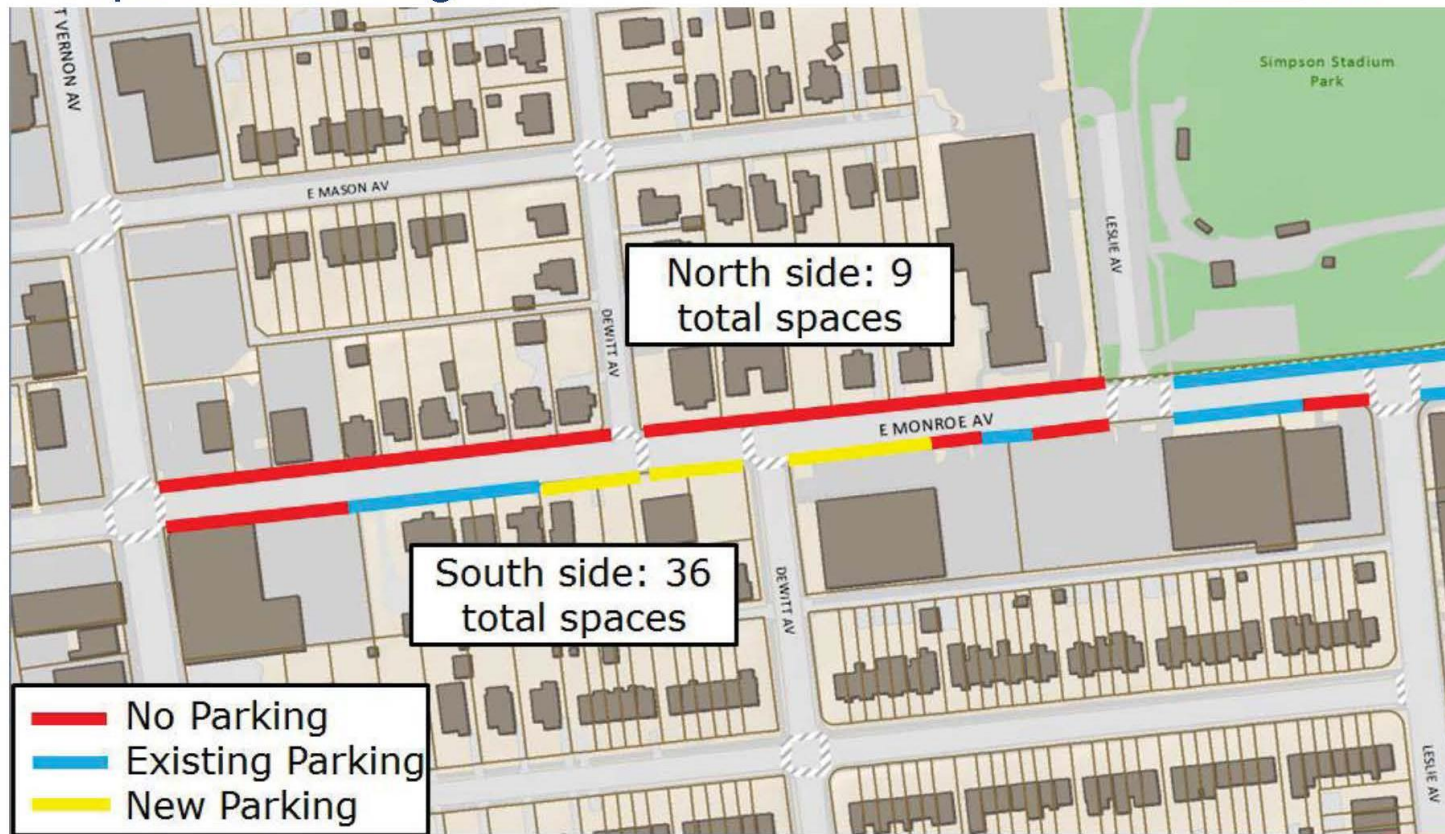 T VERNON AV
Simpson Stadium
Park
E MASON AV
LESLIE AV
North side: 9
total spaces
DEWITT AV
E MONROE AV
South side: 36
total spaces
DEWITT AV
No Parking
Existing Parking
New Parking
LESLIE AV